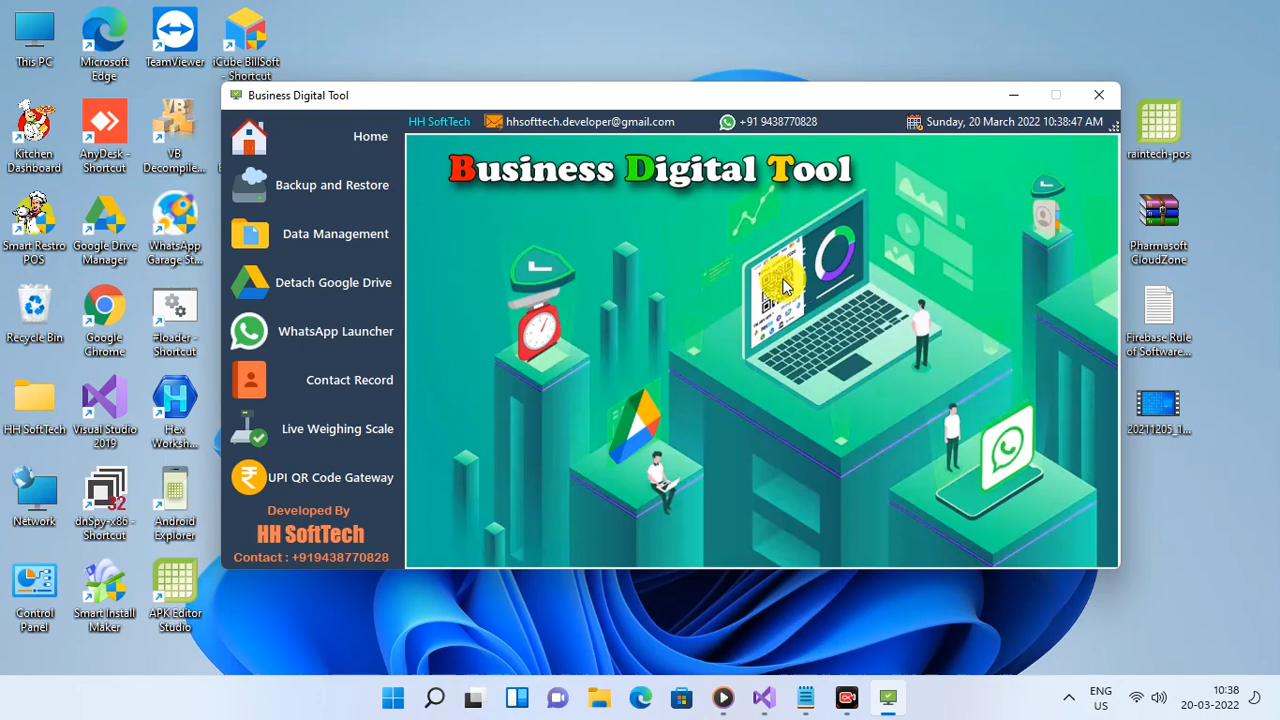 This PC
Microsoft
Edge
TeamViewer
iCube BillSoft
- Shortcut
Kitchen
Dashboard
AnyDesk -
Shortcut
VB
Decompile...
Smart Restro
POS
Google Drive
Manager
WhatsApp
Garage St...
Recycle Bin
Google
Chrome
#loader -
Shortcut
HH SoftTech
Visual Studio
2019
Hex
Worksh...
Network
32
dnSpy-x86 -
Shortcut
Android
Explorer
Control
Panel
Smart Install
Maker
APK Editor
Studio
Business Digital Tool
HH SoftTech
hhsofttech.developer@gmail.com
+91 9438770828
Sunday, 20 March 2022 10:38:47 AM
Home
Backup and Restore
Data Management
Detach Google Drive
WhatsApp Launcher
Contact Record
Live Weighing Scale
UPI QR Code Gateway
Developed By
HH SoftTech
Contact : +919438770828
Business Digital Tool
raintech-pos
Pharmasoft
CloudZone
Firebase Rule
of Software...
20211205_1...
ENG
US
10:38
20-03-2022